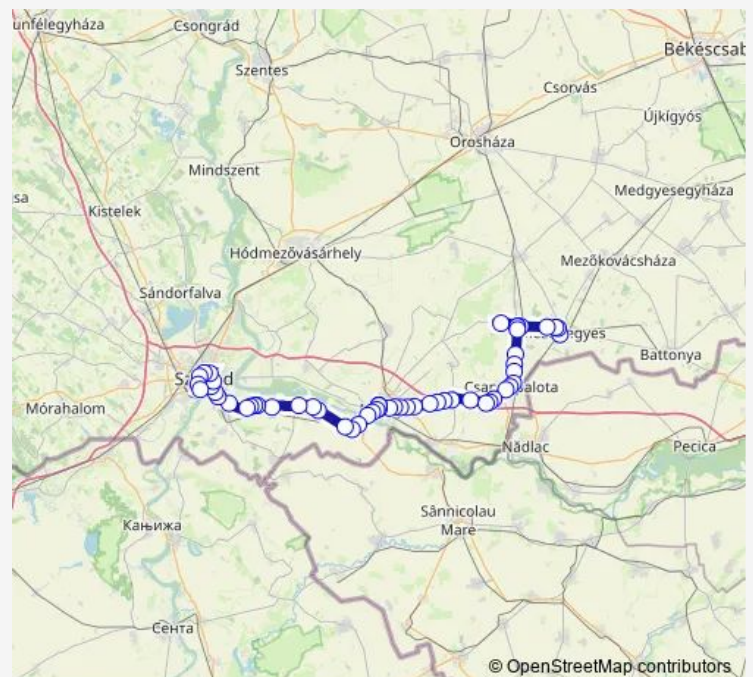 unfélegyháza
Csongrád
Szentes
Békéscsab
Csorvás
Újkígyós
Orosháza
Mindszent
Medgyesegyháza
sa
Kistelek
Hódmezővásárhely
Mezőkovácsháza
Sándorfalva
egyes
Battonya
Mórahalom
Nădlac
Pecica
Sânnicolau
Mare
Кањижа
Сента
© OpenStreetMap contributors